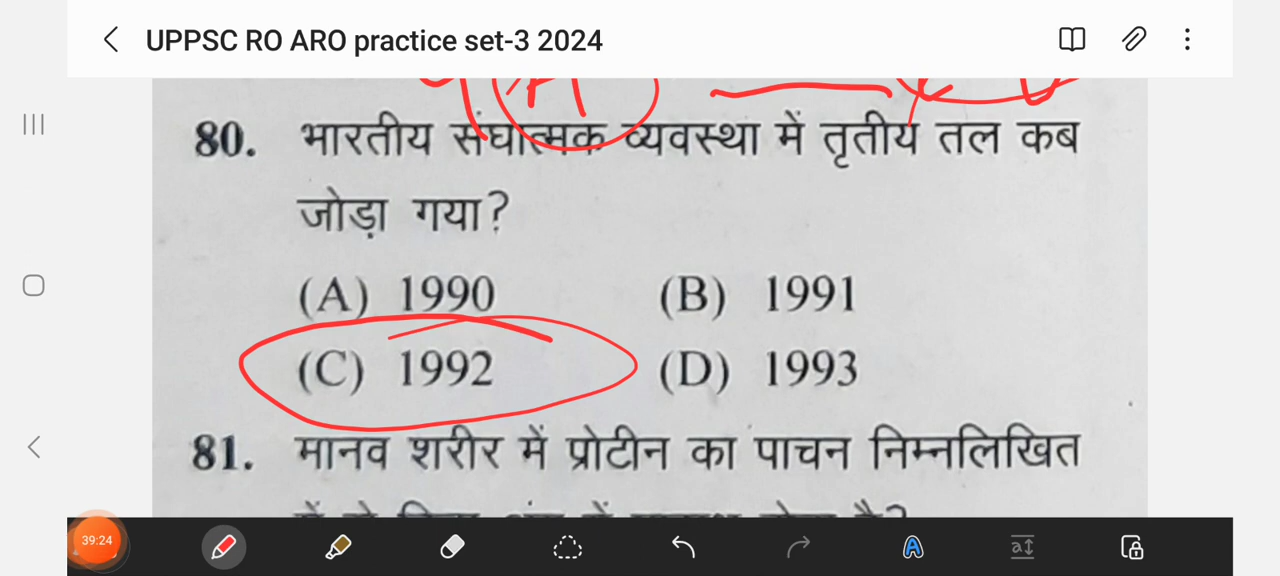 UPPSC RO ARO practice set-3 2024
80. भारतीय संघात्मक व्यवस्था में तृतीय तल कब
जोड़ा गया?
(A) 1990 (B) 1991
(C) 1992 (D) 1993
81. मानव शरीर में प्रोटीन का पाचन निम्नलिखित
39:24